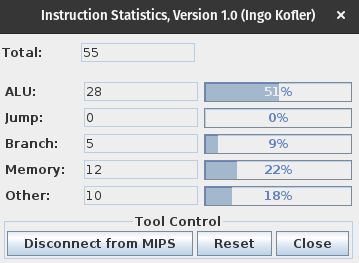 Instruction Statistics, Version 1.0 (Ingo Kofler) ×
Total: 55
ALU: 28 51%
Jump: 0 0%
Branch: 5 9%
Memory: 12 22%
Other: 10 18%
Tool Control
Disconnect from MIPS Reset Close